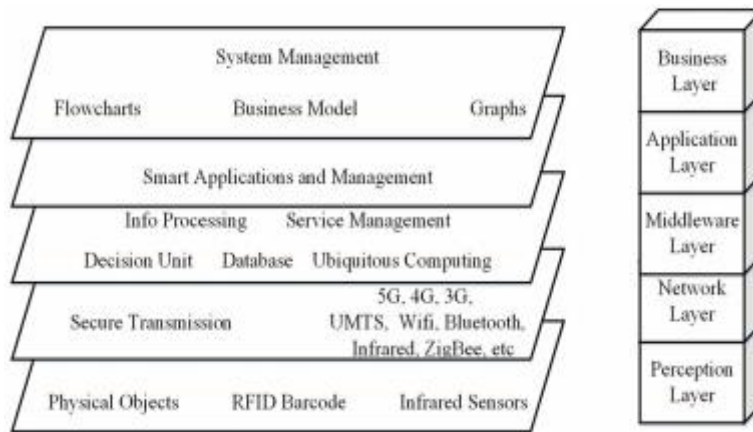 System Management
Flowcharts Business Model Graphs
Smart Applications and Management
Info Processing Service Management
Decision Unit Database Ubiquitous Computing
5G, 4G, 3G,
Secure Transmission UMTS, Wifi, Bluetooth,
Infrared, ZigBee, etc
Physical Objects RFID Barcode Infrared Sensors
Business
Layer
Application
Layer
Middleware
Layer
Network
Layer
Perception
Layer